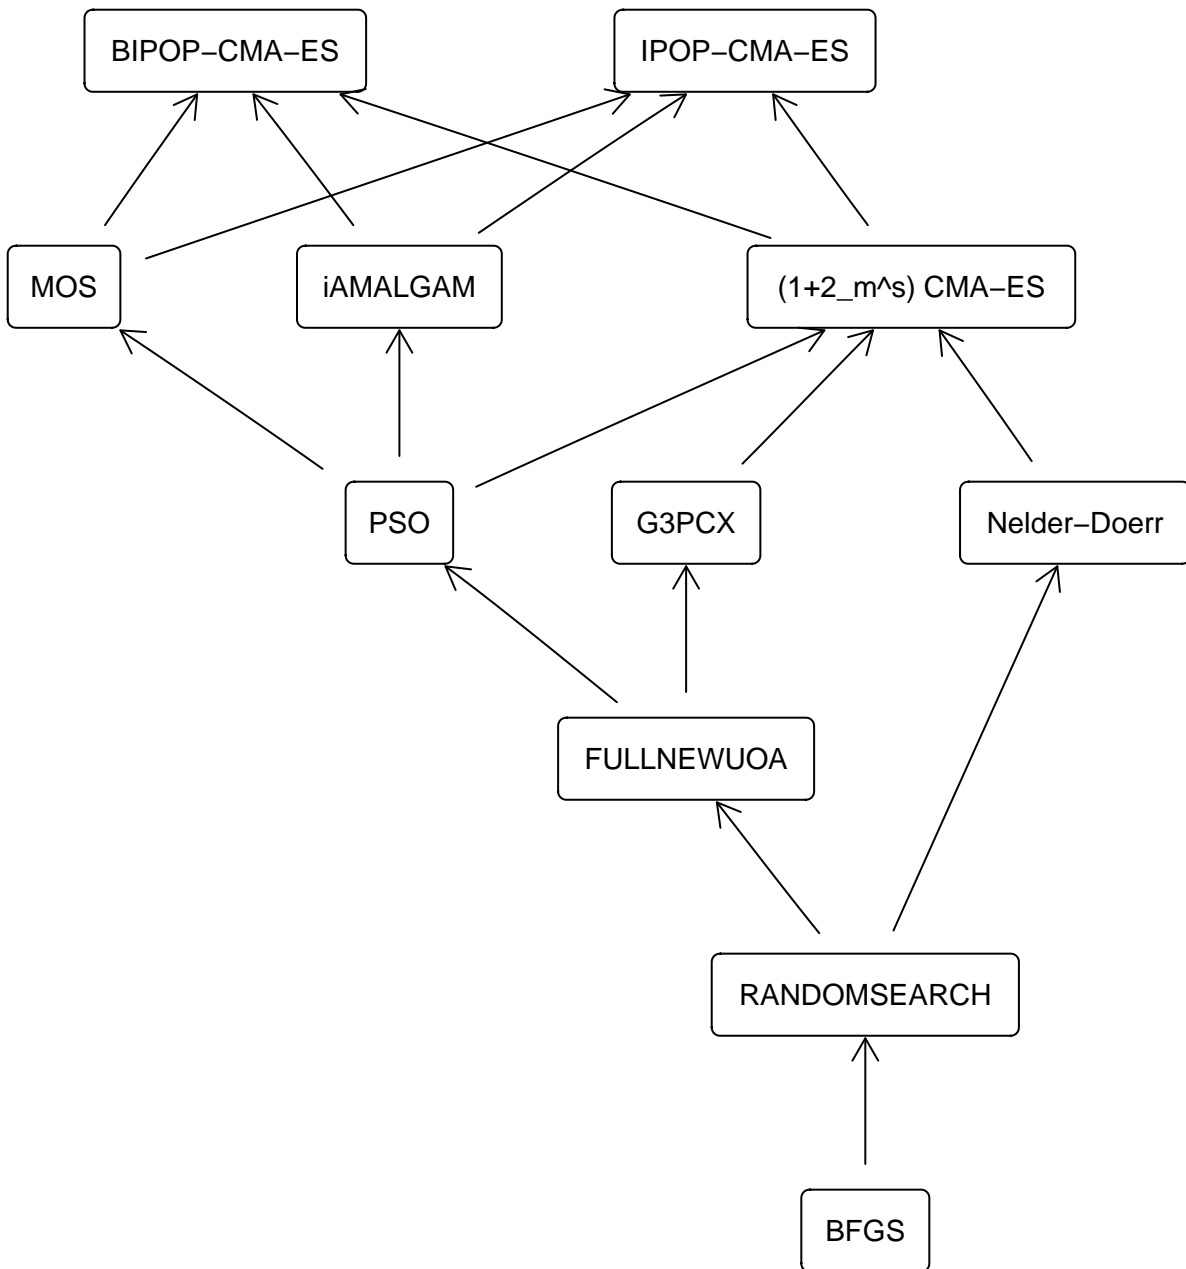 BIPOP−CMA−ES
IPOP−CMA−ES
MOS
iAMALGAM
(1+2_m^s) CMA−ES
PSO
G3PCX
Nelder−Doerr
FULLNEWUOA
RANDOMSEARCH
BFGS